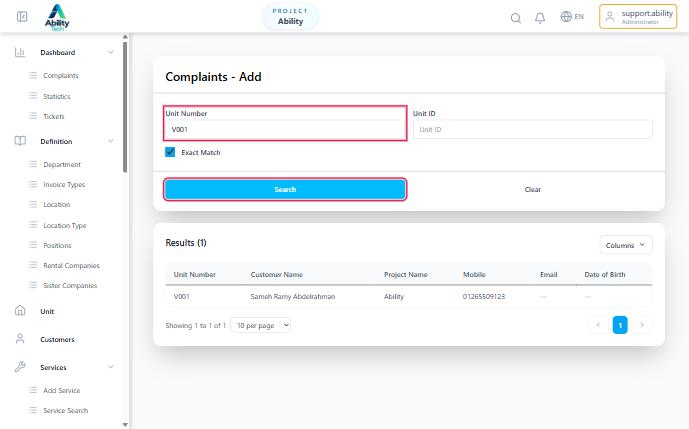 Ability
Tech
PROJECT
Ability
EN
support.ability
Administrator
Dashboard
Complaints
Statistics
Tickets
Definition
Department
Invoice Types
Location
Location Type
Positions
Rental Companies
Sister Companies
Unit
Customers
Services
Add Service
Service Search
Complaints - Add
Unit Number Unit ID
V001 Unit ID
Exact Match
Search Clear
Results (1) Columns
Unit Number Customer Name Project Name Mobile Email Date of Birth
V001 Sameh Ramy Abdelrahman Ability 01265509123 — —
Showing 1 to 1 of 1 10 per page < 1 >